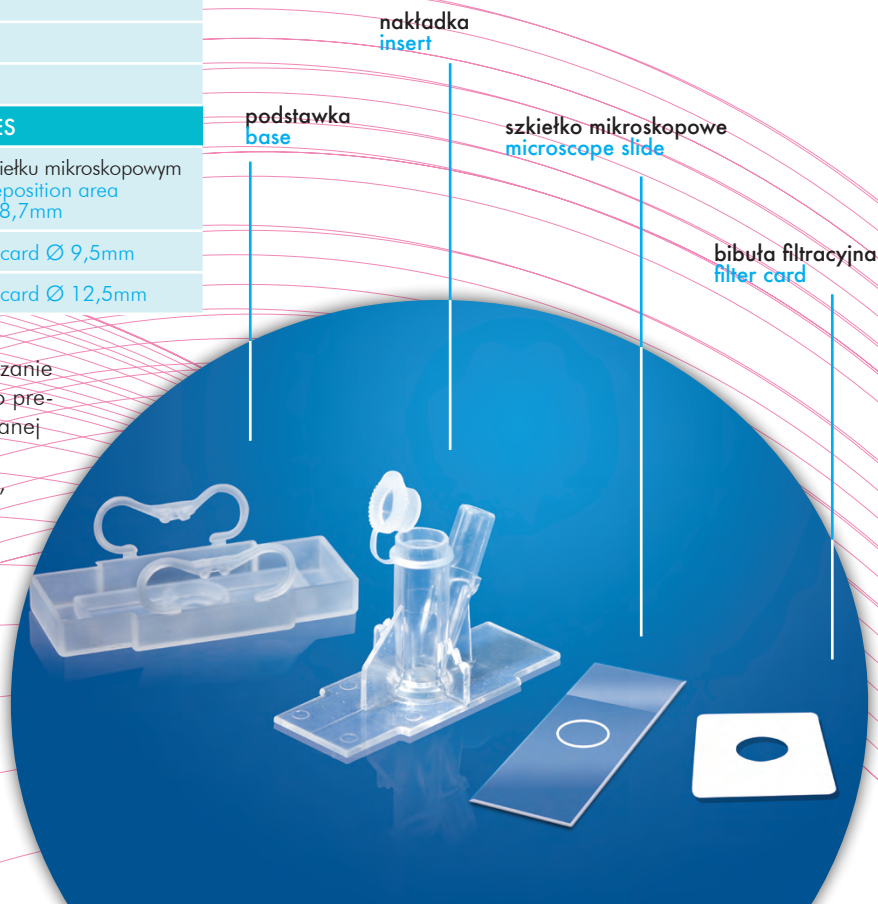 nakładka
insert
podstawka
base
szkiełko mikroskopowe
microscope slide
bibuła filtracyjna
filter card
ES
iełku mikroskopowym
eposition area
8,7mm
card Ø 9,5mm
card Ø 12,5mm
zanie
o pre-
anej
,